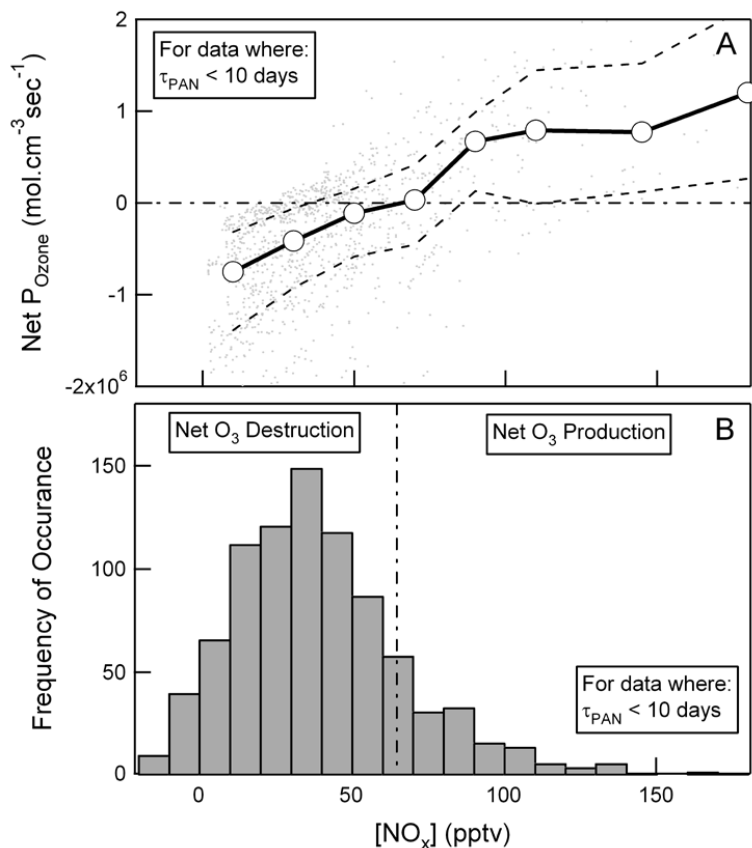 A
For data where:
τPAN < 10 days
Net POzone (mol.cm⁻³sec⁻¹)
2
1
0
-1
-2x10⁶
B
Net O₃ Destruction
Net O₃ Production
For data where:
τPAN < 10 days
Frequency of Occurance
150
100
50
0
0
50
100
150
[NOₓ] (pptv)